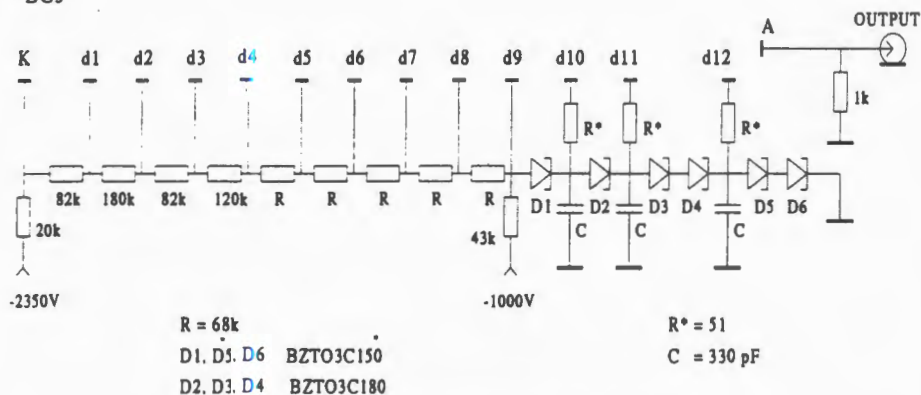 OUTPUT
A
K d1 d2 d3 d4 d5 d6 d7 d8 d9 d10 d11 d12
1k
R* R* R*
82k 180k 82k 120k R R R R R D1 D2 D3 D4 D5 D6
20k 43k C C C
-2350V -1000V
R = 68k R* = 51
D1, D5, D6 BZTO3C150 C = 330 pF
D2, D3, D4 BZTO3C180